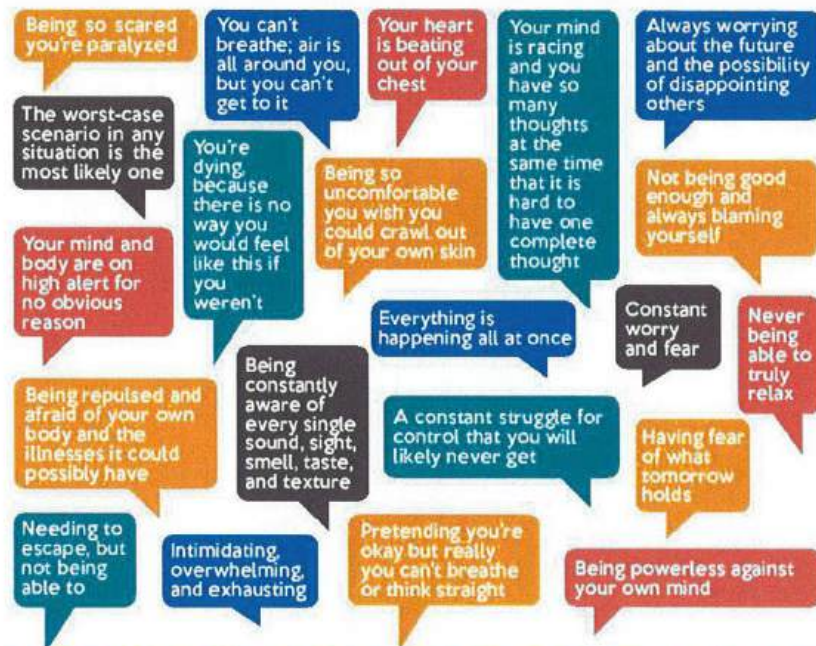 Being so scared
you're paralyzed
You can't
breathe; air is
all around you,
but you can't
get to it
Your heart
is beating
out of your
chest
Your mind
is racing
and you
have so
many
thoughts
at the
same time
that it is
hard to
have one
complete
thought
Always worrying
about the future
and the possibility
of disappointing
others
The worst-case
scenario in any
situation is the
most likely one
You're
dying,
because
there is no
way you
would feel
like this if
you
weren't
Being so
uncomfortable
you wish you
could crawl out
of your own skin
Not being good
enough and
always blaming
yourself
Your mind and
body are on
high alert for
no obvious
reason
Everything is
happening all at once
Constant
worry
and fear
Never
being
able to
truly
relax
Being repulsed and
afraid of your own
body and the
illnesses it could
possibly have
Being
constantly
aware of
every single
sound, sight,
smell, taste,
and texture
A constant struggle for
control that you will
likely never get
Having fear
of what
tomorrow
holds
Needing to
escape, but
not being
able to
Intimidating,
overwhelming,
and exhausting
Pretending you're
okay but really
you can't breathe
or think straight
Being powerless against
your own mind